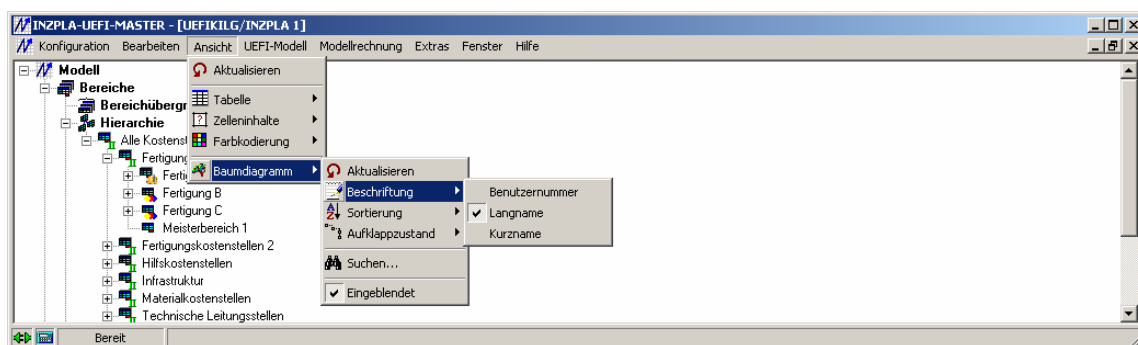 INZPLA-UEFI-MASTER - [UEFIKILG/INZPLA 1]
Konfiguration Bearbeiten Ansicht UEFI-Modell Modellrechnung Extras Fenster Hilfe
Modell
Bereiche
Bereichübergr
Hierarchie
Alle Kostenst
Fertigung
Ferti
Fertigung B
Fertigung C
Meisterbereich 1
Fertigungskostenstellen 2
Hilfskostenstellen
Infrastruktur
Materialkostenstellen
Technische Leitungsstellen
Aktualisieren
Tabelle
Zelleninhalte
Farbkodierung
Baumdiagramm
Aktualisieren
Beschriftung
Sortierung
Aufklappzustand
Suchen...
Eingeblendet
Benutzernummer
Langname
Kurzname
Bereit